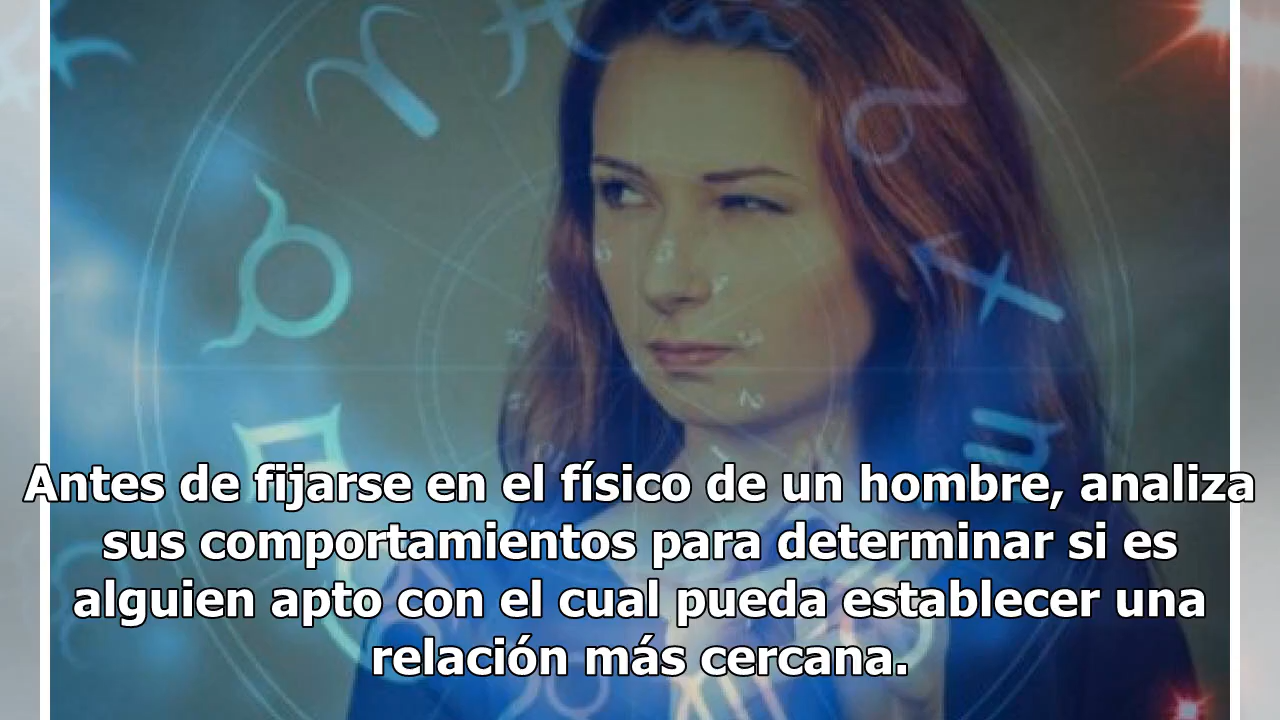 Antes de fijarse en el físico de un hombre, analiza
sus comportamientos para determinar si es
alguien apto con el cual pueda establecer una
relación más cercana.